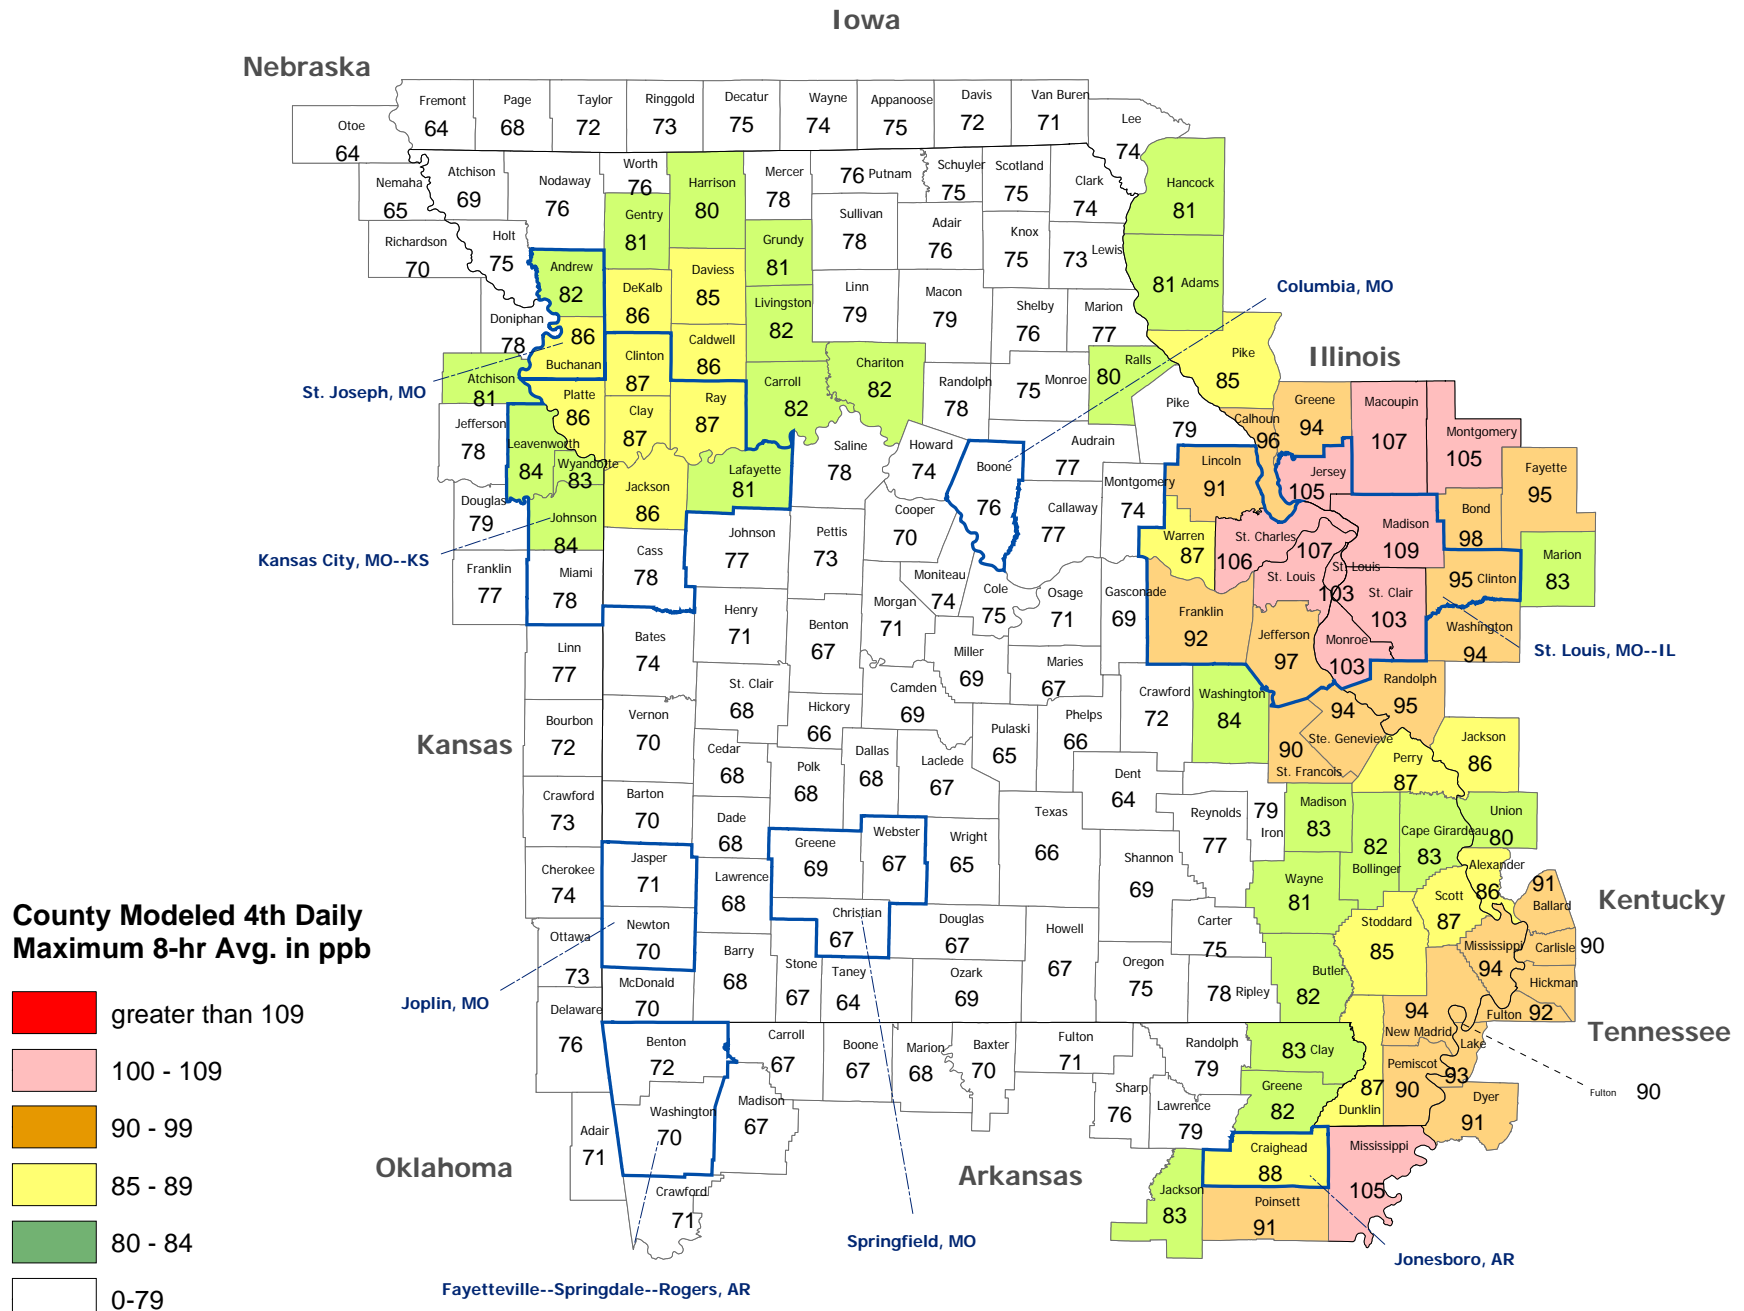 Iowa
Nebraska
Fremont Page Taylor Ringgold Decatur Wayne Appanoose Davis Van Buren Lee
Otoe 64 68 72 73 75 74 75 72 71
64 74
Nemaha Atchison Nodaway Worth Harrison Mercer 76 Putnam Schuyler Scotland Clark Hancock
65 69 76 76 80 78 75 75 74 81
Gentry Sullivan Adair Knox 73 Lewis
81 78 76 75
Richardson Holt Grundy
70 75 81
Andrew DeKalb Daviess Livingston Linn Macon Shelby Marion 81 Adams
82 86 85 82 79 79 76 77
Columbia, MO
Doniphan 86 Clinton Caldwell Chariton Randolph 75 Monroe Ralls Pike Illinois
78 Buchanan 87 86 82 78 80 85
St. Joseph, MO
Atchison Platte Carroll Pike Calhoun Greene Macoupin
81 86 82 79 96 94 107
Jefferson Clay Ray Saline Howard Boone Audrain Montgomery
78 87 87 78 74 76 77 105
Leavenworth Wyandotte Lafayette Montgomery Lincoln Jersey Fayette
84 83 81 74 91 105 95
Douglas Johnson Jackson Cooper Callaway Bond
79 84 86 70 77 98
Kansas City, MO--KS
Johnson Pettis Warren St. Charles Madison Marion
77 73 87 106 107 109 83
Franklin Miami Cass Moniteau St. Louis St. Louis 95 Clinton
77 78 78 74 103
Henry Morgan Cole Osage Gasconade Franklin St. Clair
71 71 75 71 69 92 103
Linn Bates Benton Miller Maries Jefferson Monroe Washington
77 74 67 69 67 97 103 94
St. Louis, MO--IL
St. Clair Camden Crawford Washington Randolph
68 69 72 84 95
Kansas
Bourbon Vernon Hickory Pulaski Phelps 94 Jackson
72 70 66 65 66 Ste. Genevieve 86
Cedar Polk Dallas Laclede Dent 90 Perry
68 68 68 67 64 St. Francois 87
Crawford Barton Dade Texas Reynolds 79 Madison Union
73 70 68 66 77 Iron 83 80
Greene Webster Wright Shannon 82 Cape Girardeau
69 67 65 69 Bollinger 83
Cherokee Jasper Lawrence Wayne Alexander 91
74 71 68 81 86 Ballard
Kentucky
Christian Douglas Howell Carter Stoddard Scott
67 67 67 75 85 87
Ottawa Newton Barry Mississippi Carlisle 90
73 70 68 94
Joplin, MO
McDonald Stone Taney Ozark Oregon 78 Ripley Butler Hickman
70 67 64 69 75 82
Delaware 94 Fulton 92
76 New Madrid
Tennessee
Benton Carroll Boone Marion Baxter Fulton Randolph 83 Clay Lake
72 67 67 68 70 71 79 93
Sharp Greene 87 Pemiscot
76 82 Dunklin 90
Fulton 90
Adair Washington Madison Lawrence Dyer
71 70 67 79 91
Oklahoma
Arkansas
Craighead Mississippi
88 105
Crawford Jackson Poinsett
71 83 91
Springfield, MO
Jonesboro, AR
Fayetteville--Springdale--Rogers, AR
County Modeled 4th Daily
Maximum 8-hr Avg. in ppb
greater than 109
100 - 109
90 - 99
85 - 89
80 - 84
0-79